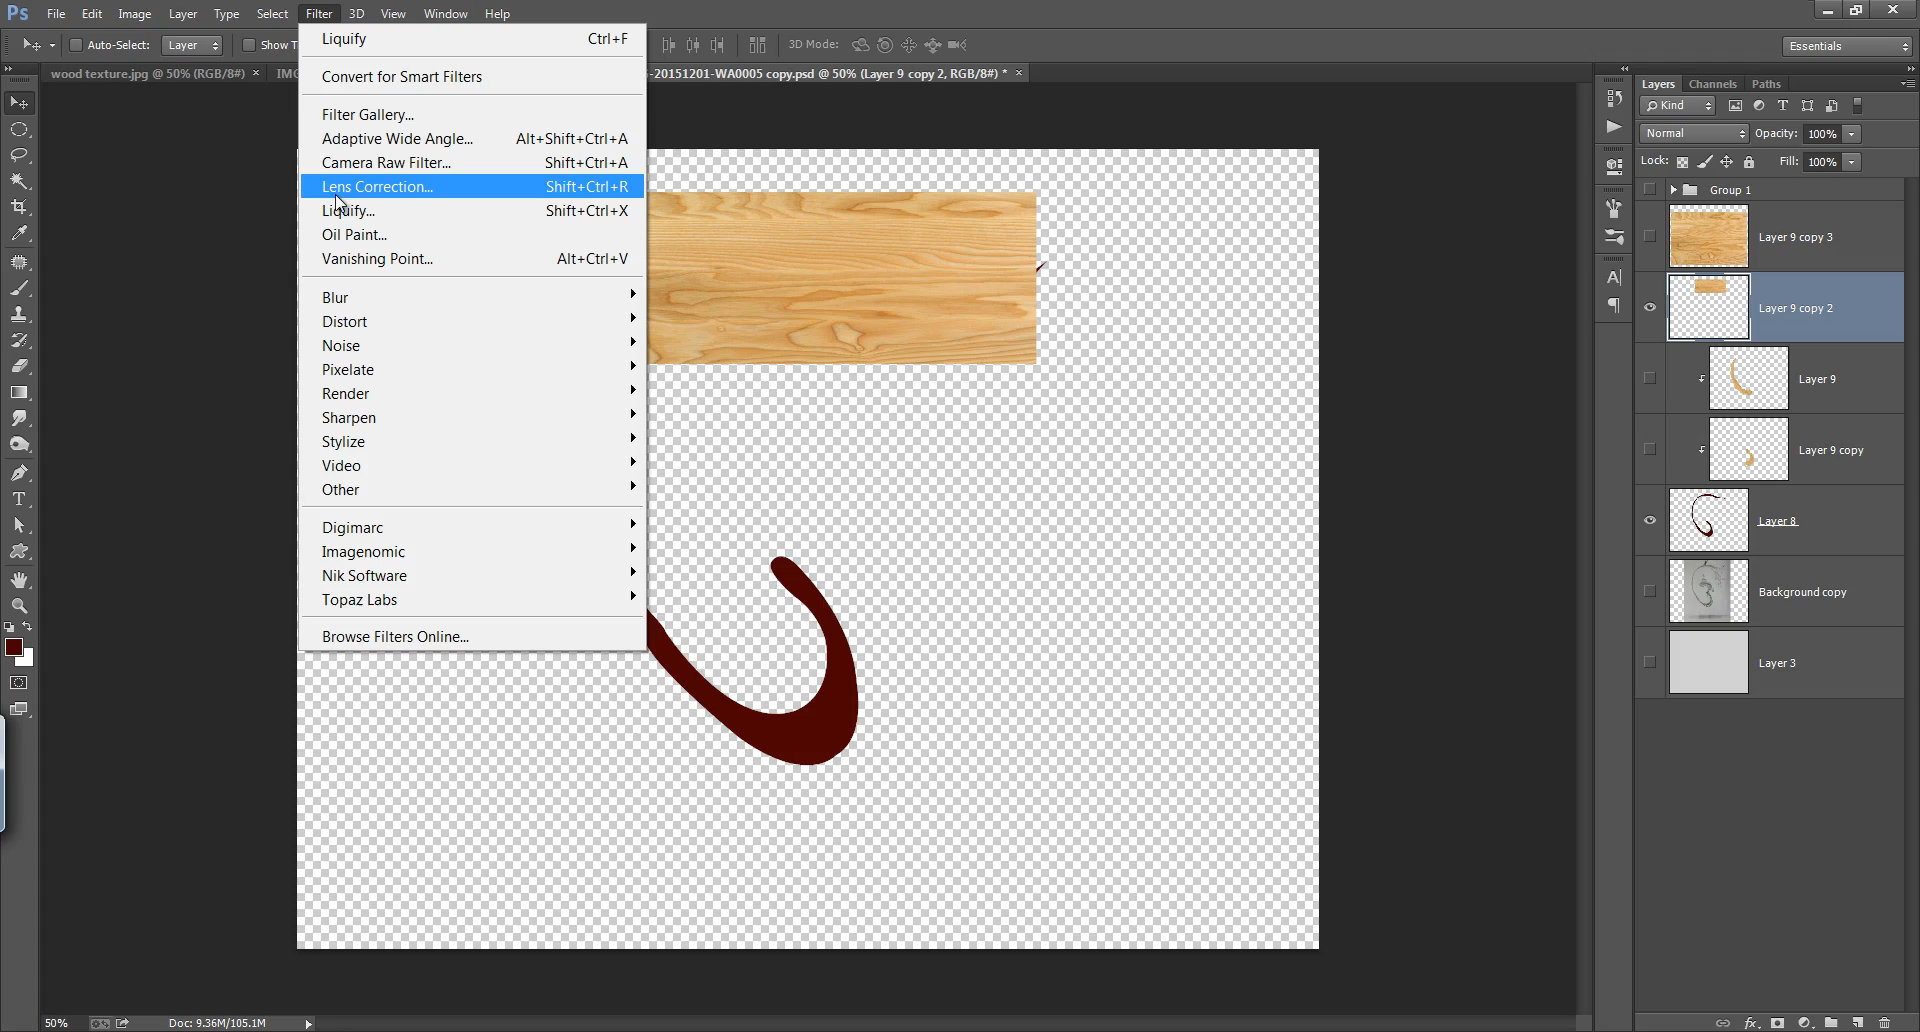 Ps File Edit Image Layer Type Select Filter 3D View Window Help
Auto-Select: Layer Show 3D Mode: Essentials
wood texture.jpg @ 50% (RGB/8#) × -20151201-WA0005 copy.psd @ 50% (Layer 9 copy 2, RGB/8#) * ×
Liquify Ctrl+F
Convert for Smart Filters
Filter Gallery...
Adaptive Wide Angle... Alt+Shift+Ctrl+A
Camera Raw Filter... Shift+Ctrl+A
Lens Correction... Shift+Ctrl+R
Liquify... Shift+Ctrl+X
Oil Paint...
Vanishing Point... Alt+Ctrl+V
Blur
Distort
Noise
Pixelate
Render
Sharpen
Stylize
Video
Other
Digimarc
Imagenomic
Nik Software
Topaz Labs
Browse Filters Online...
Layers Channels Paths
Kind
Normal Opacity: 100%
Lock: Fill: 100%
Group 1
Layer 9 copy 3
Layer 9 copy 2
Layer 9
Layer 9 copy
Layer 8
Background copy
Layer 3
50% Doc: 9.36M/105.1M